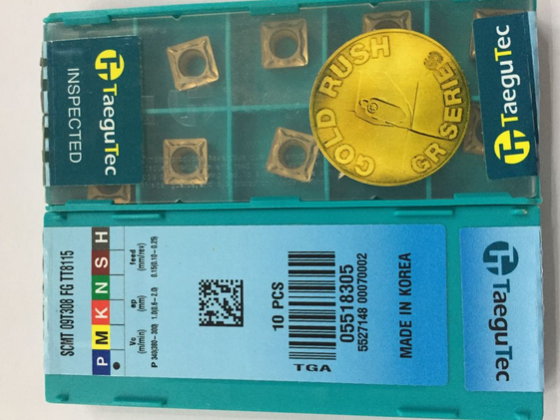 TaeguTec
INSPECTED
GOLD RUSH
GR SERIES
TaeguTec
SCMT 09T308 FG TT8115
P M K N S H
Vc
(m/min)
ap
(mm)
feed
(mm/rev)
P
10 PCS
TGA
05518305
5527148 00070002
MADE IN KOREA
TaeguTec